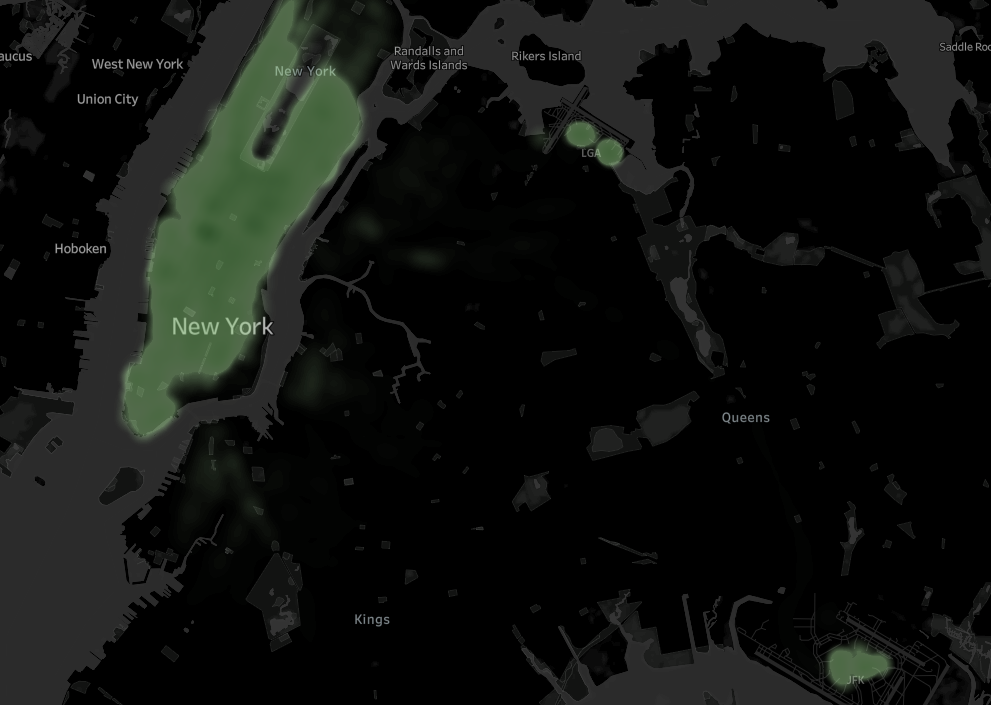 aucus
West New York
Union City
New York
Randalls and
Wards Islands
Rikers Island
Saddle Roc
LGA
Hoboken
New York
Queens
Kings
JFK